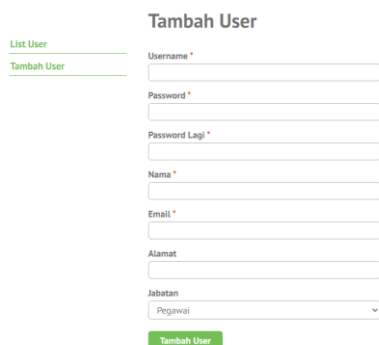 Tambah User
List User
Tambah User
Username *
Password *
Password Lagi *
Nama *
Email *
Alamat
Jabatan
Pegawai
Tambah User